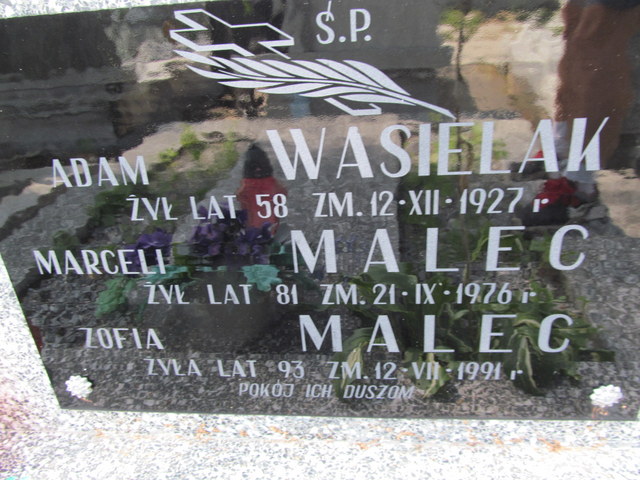 Ś.P.
ADAM WASIELAK
ŻYŁ LAT 58 ZM. 12·XII·1927 r
MARCELI MALEC
ŻYŁ LAT 81 ZM. 21·IX·1976 r
ZOFIA MALEC
ŻYŁA LAT 93 ZM. 12·VII·1991 r
POKÓJ ICH DUSZOM